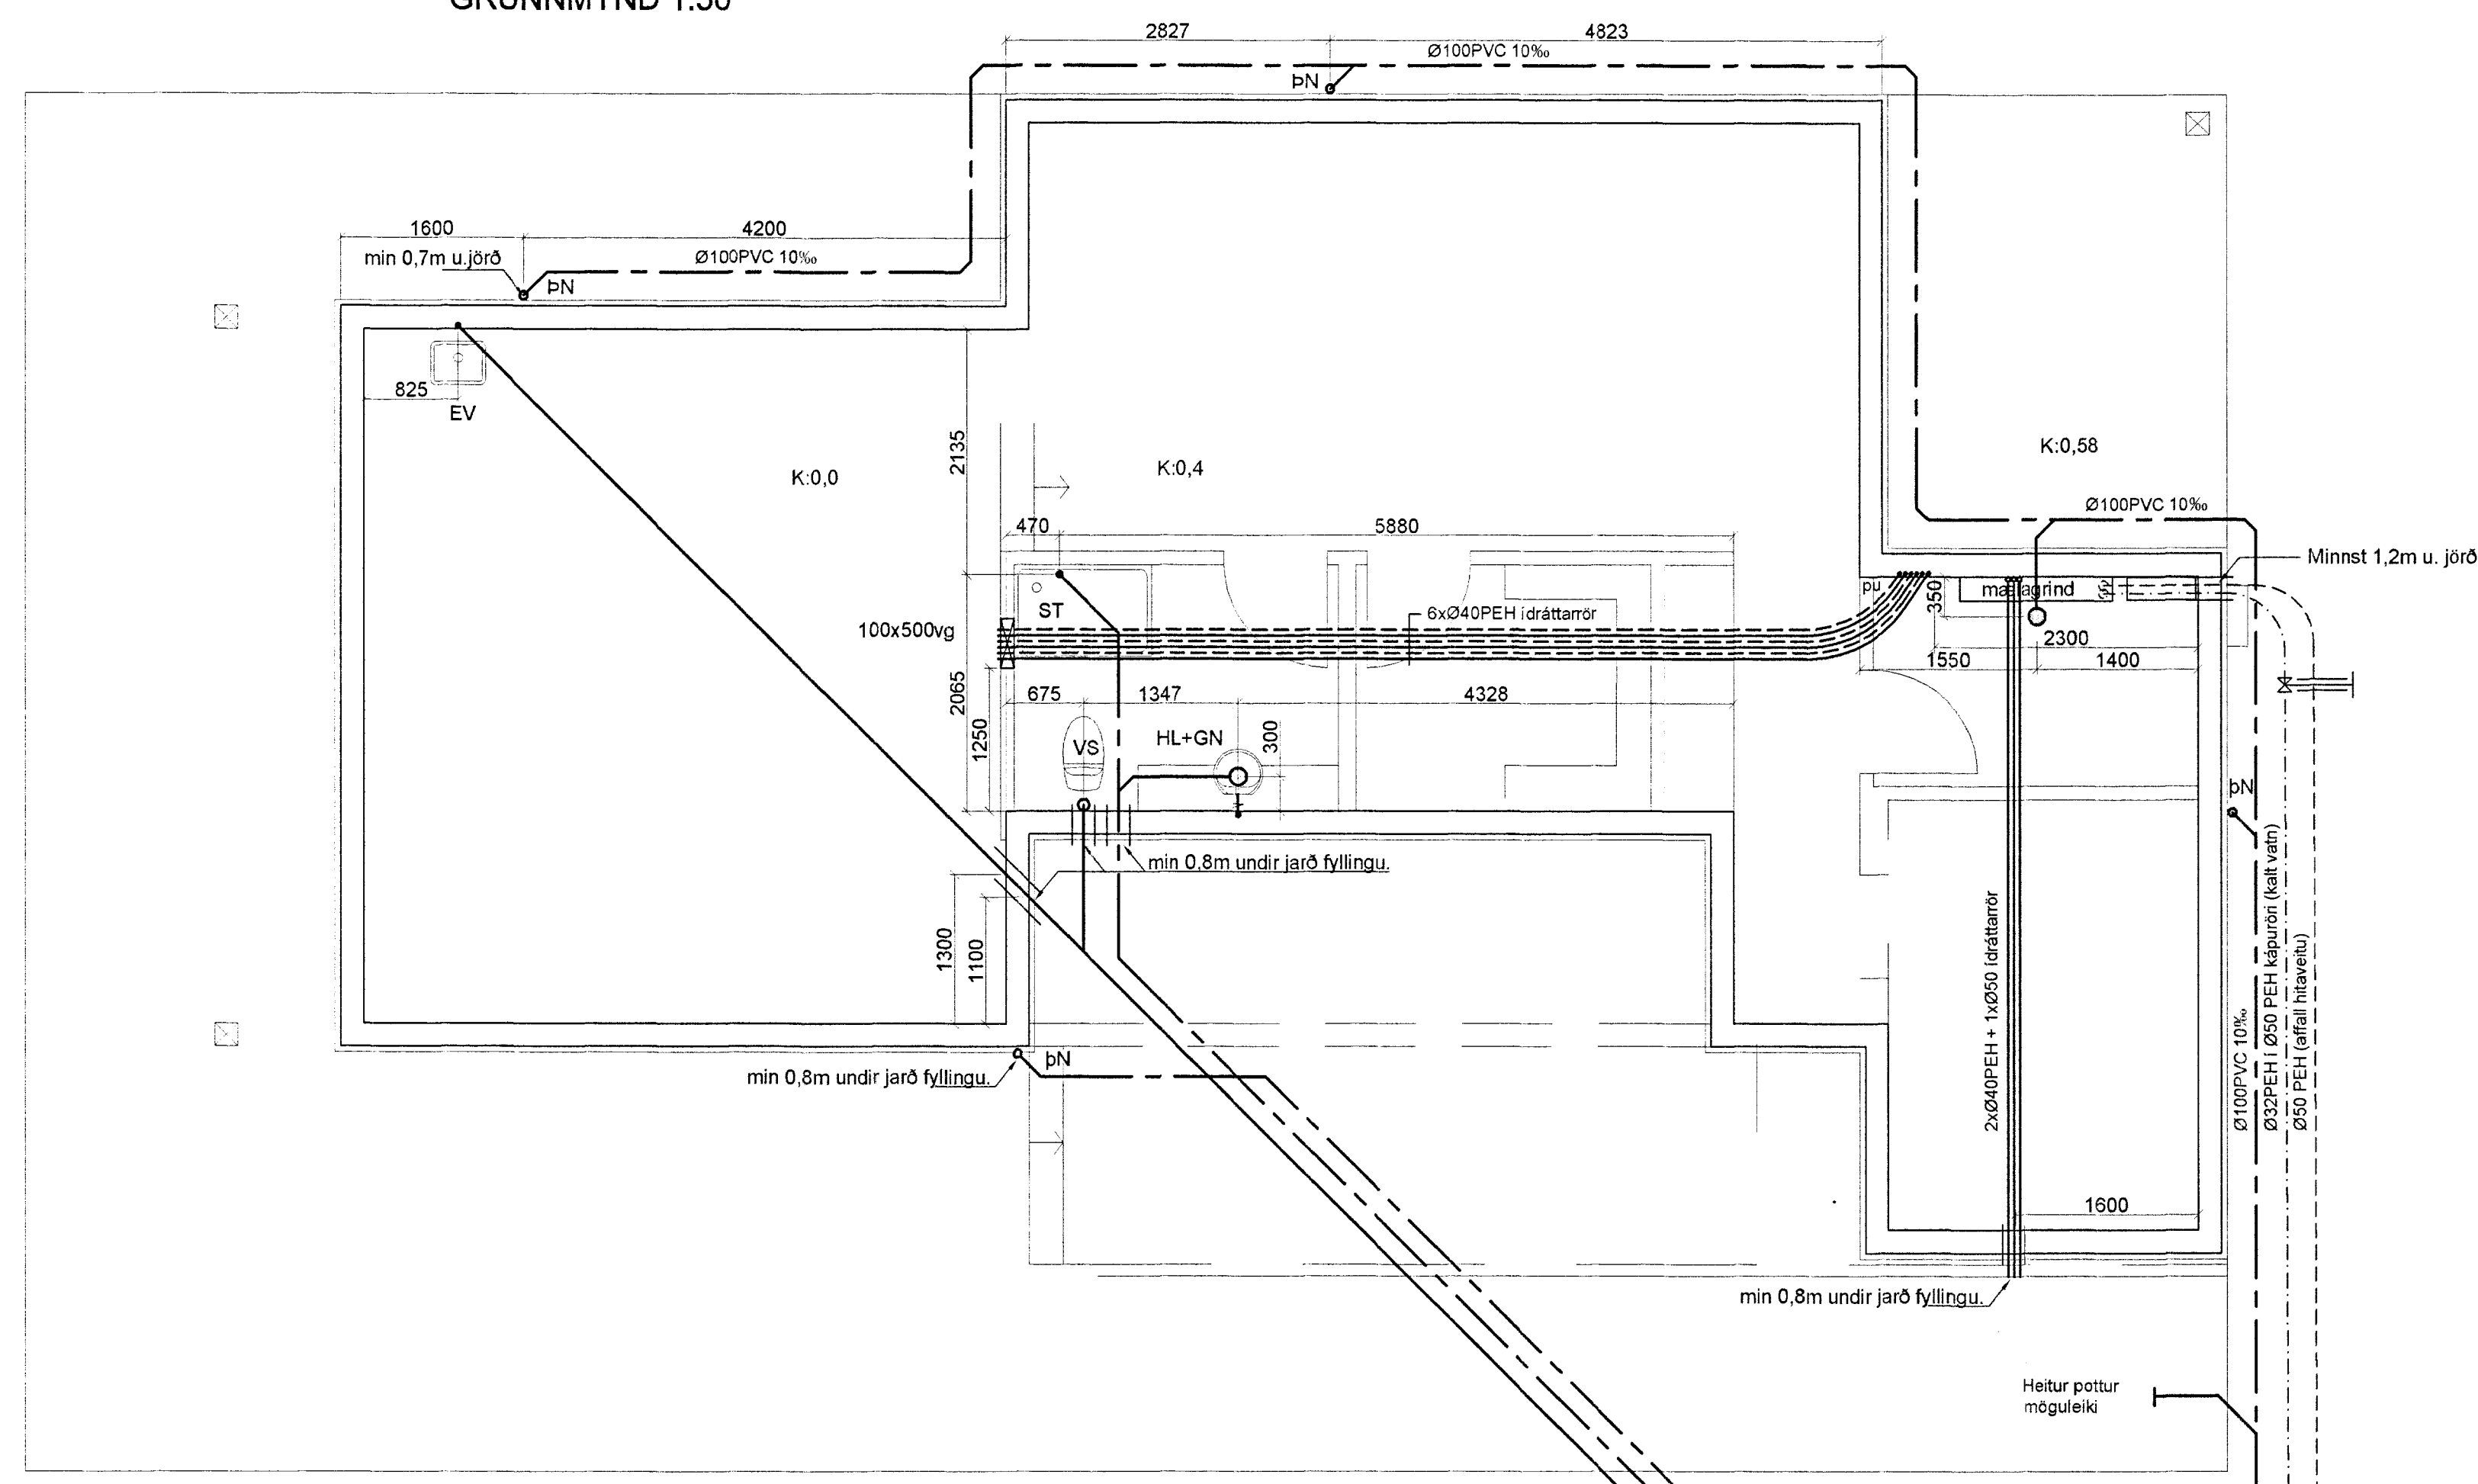 GRUNNMYND 1:50
2827
4823
Ø100PVC 10‰
ÞN
1600
4200
min 0,7m u.jörð
Ø100PVC 10‰
ÞN
825
EV
2135
K:0,0
K:0,4
K:0,58
Ø100PVC 10‰
470
5880
Minnst 1,2m u. jörð
ST
100x500vg
6xØ40PEH ídráttarrör
pu
350
mælagrind
2300
1550
1400
2065
675
1347
4328
1250
VS
HL+GN
300
þN
min 0,8m undir jarð fyllingu.
1300
1100
2xØ40PEH + 1xØ50 ídráttarrör
Ø100PVC 10‰
Ø32PEH í Ø50 PEH kápuröri (kalt vatn)
Ø50 PEH (affall hitaveitu)
þN
min 0,8m undir jarð fyllingu.
1600
min 0,8m undir jarð fyllingu.
Heitur pottur
möguleiki